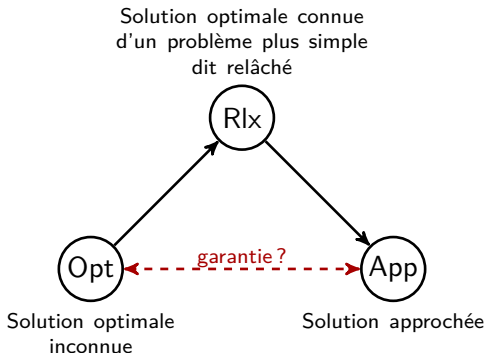 Solution optimale connue
d'un problème plus simple
dit relâché
Rlx
garantie ?
Opt
App
Solution optimale
inconnue
Solution approchée